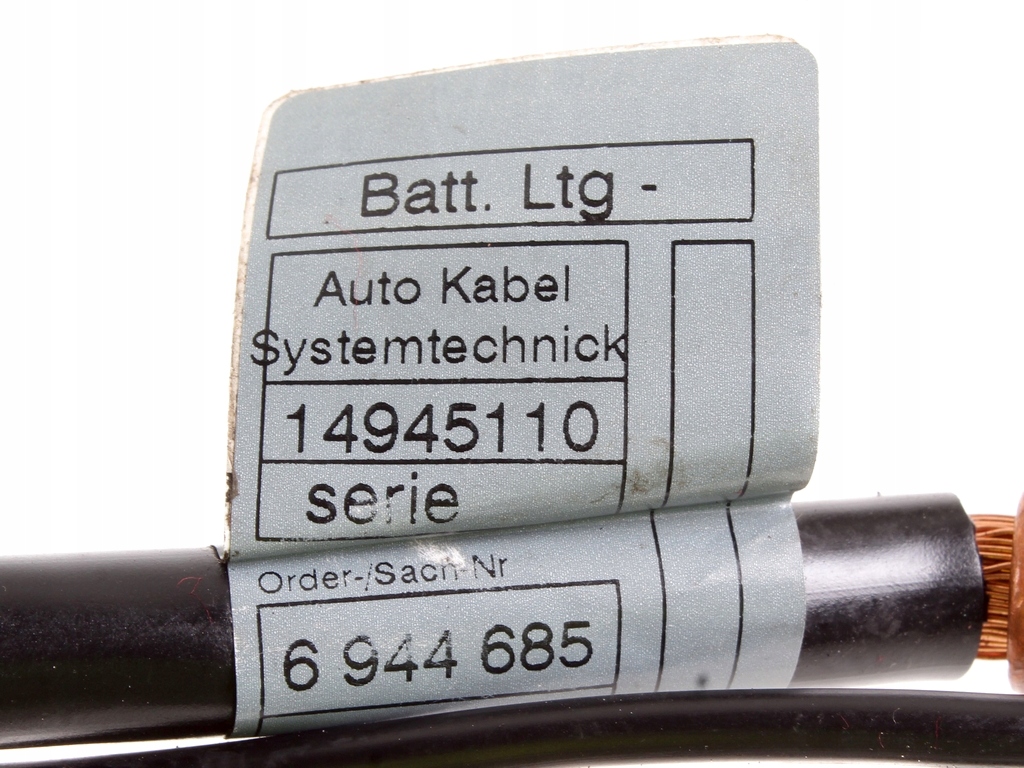 Batt. Ltg -
Auto Kabel
Systemtechnick
14945110
serie
Order-/Sach-Nr
6 944 685